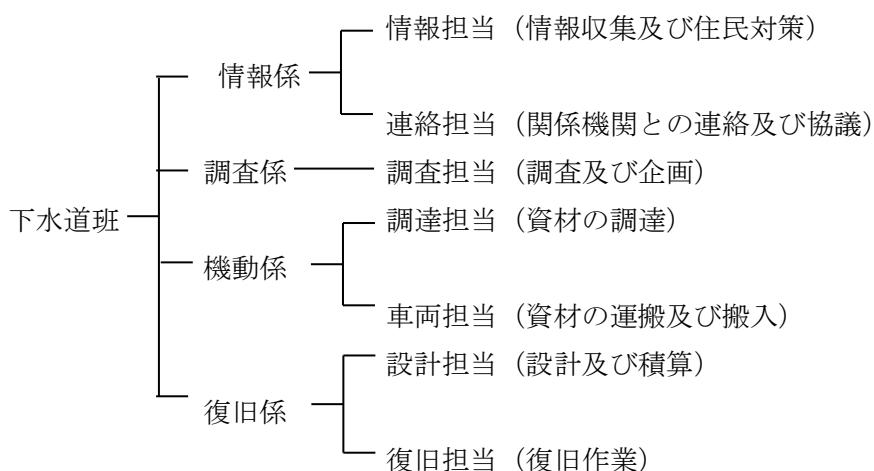 情報担当（情報収集及び住民対策）
情報係
連絡担当（関係機関との連絡及び協議）
調査係
調査担当（調査及び企画）
下水道班
調達担当（資材の調達）
機動係
車両担当（資材の運搬及び搬入）
設計担当（設計及び積算）
復旧係
復旧担当（復旧作業）